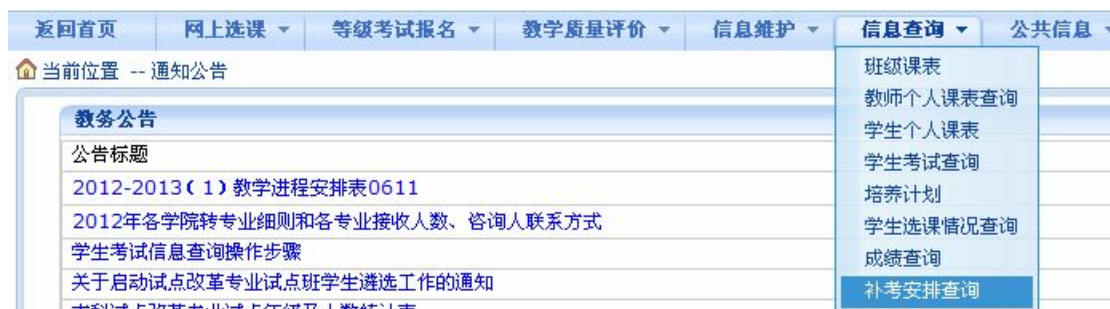 返回首页 网上选课 等级考试报名 教学质量评价 信息维护 信息查询 公共信息
当前位置 -- 通知公告
教务公告
公告标题
2012-2013(1)教学进程安排表0611
2012年各学院转专业细则和各专业接收人数、咨询人联系方式
学生考试信息查询操作步骤
关于启动试点改革专业试点班学生遴选工作的通知
班级课表
教师个人课表查询
学生个人课表
学生考试查询
培养计划
学生选课情况查询
成绩查询
补考安排查询